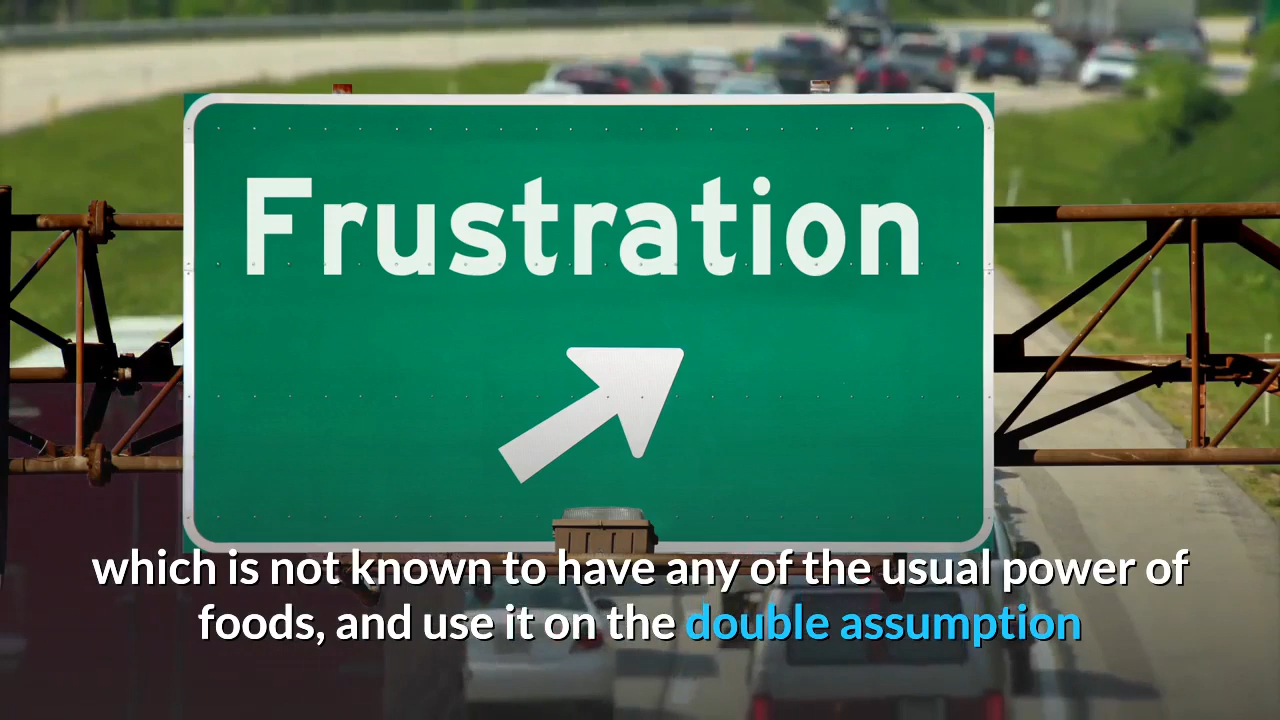 Frustration
which is not known to have any of the usual power of
foods, and use it on the double assumption